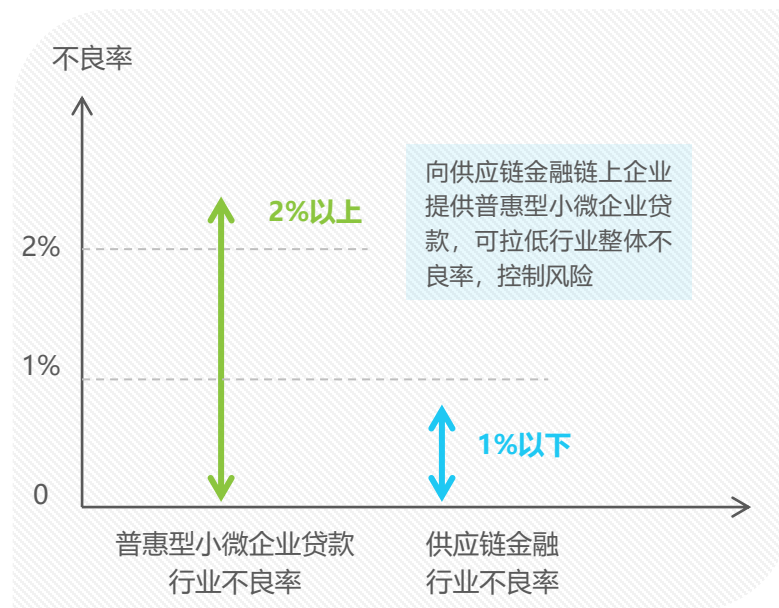 不良率
向供应链金融链上企业
提供普惠型小微企业贷
款，可拉低行业整体不
良率，控制风险
2%以上
2%
1%
1%以下
0
普惠型小微企业贷款
行业不良率
供应链金融
行业不良率